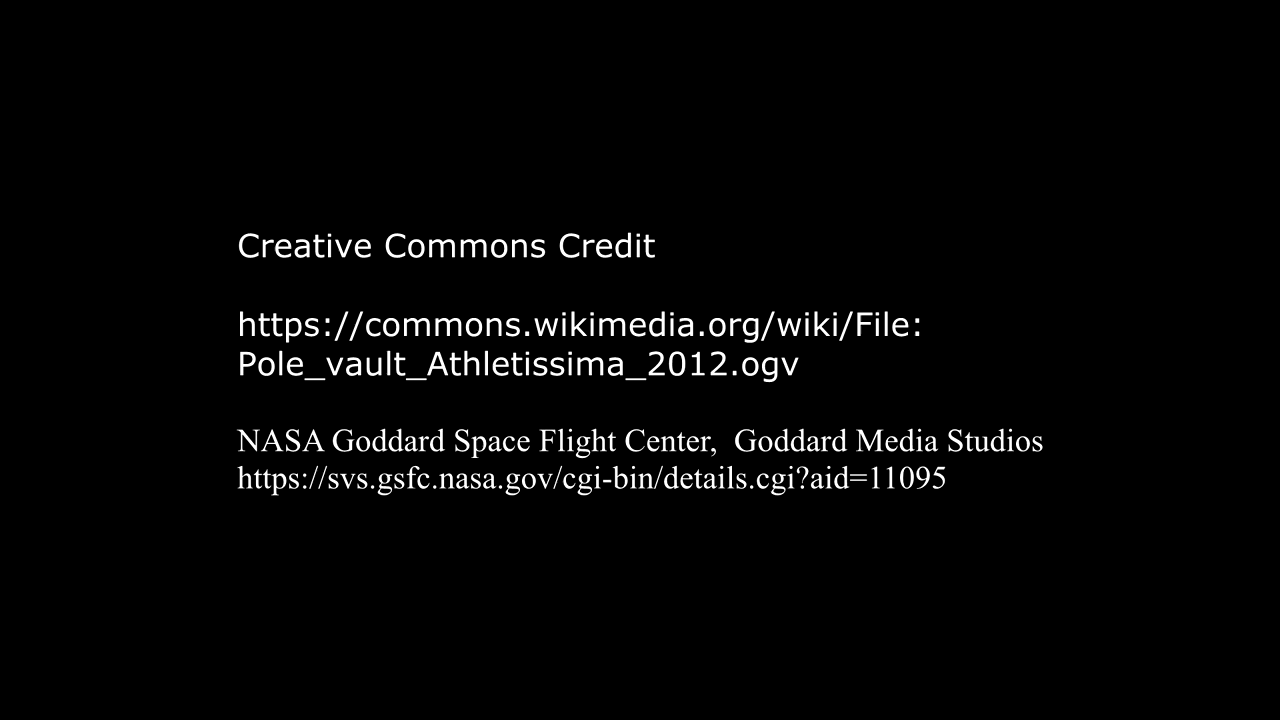 Creative Commons Credit
https://commons.wikimedia.org/wiki/File:
Pole_vault_Athletissima_2012.ogv
NASA Goddard Space Flight Center,  Goddard Media Studios
https://svs.gsfc.nasa.gov/cgi-bin/details.cgi?aid=11095